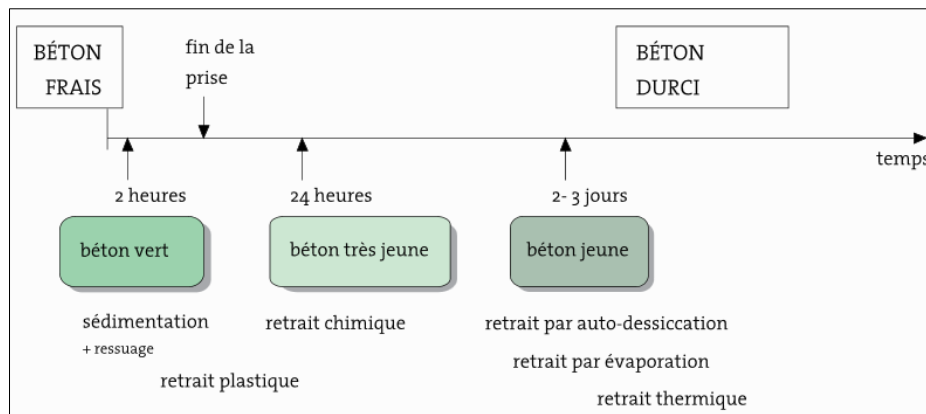 BÉTON
FRAIS
fin de la
prise
BÉTON
DURCI
temps
2 heures
24 heures
2- 3 jours
béton vert
béton très jeune
béton jeune
sédimentation
+ ressuage
retrait chimique
retrait par auto-dessiccation
retrait par évaporation
retrait plastique
retrait thermique